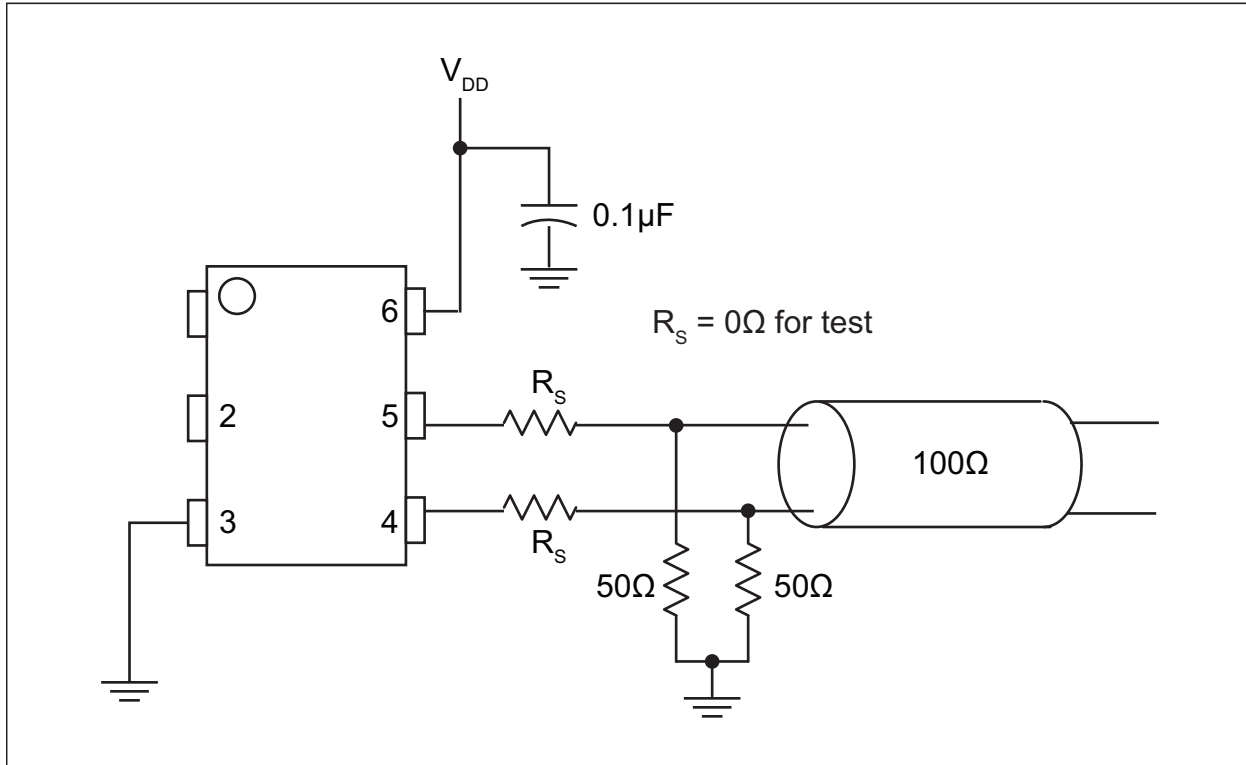 V_DD
0.1µF
6
R_S = 0Ω for test
R_S
2
5
100Ω
3
4
R_S
50Ω
50Ω